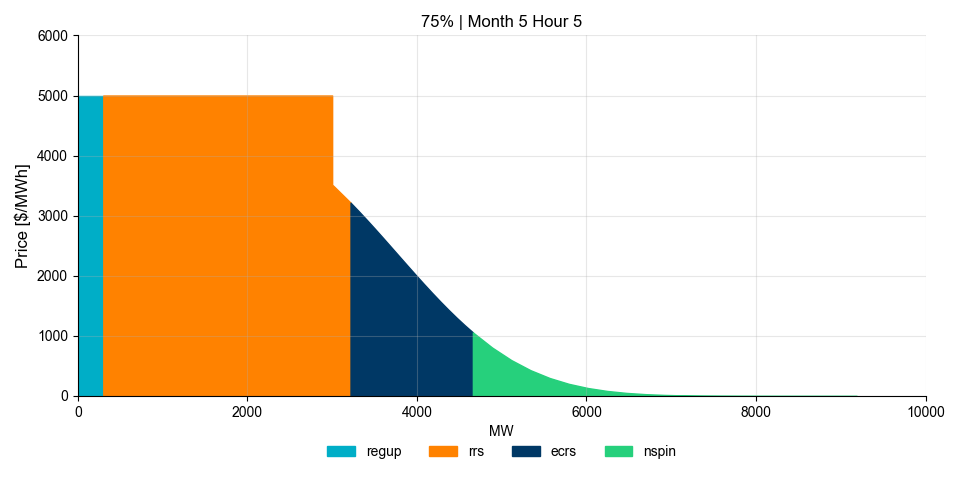 75% | Month 5 Hour 5
Price [$/MWh]
6000
5000
4000
3000
2000
1000
0
0 2000 4000 6000 8000 10000
MW
regup rrs ecrs nspin